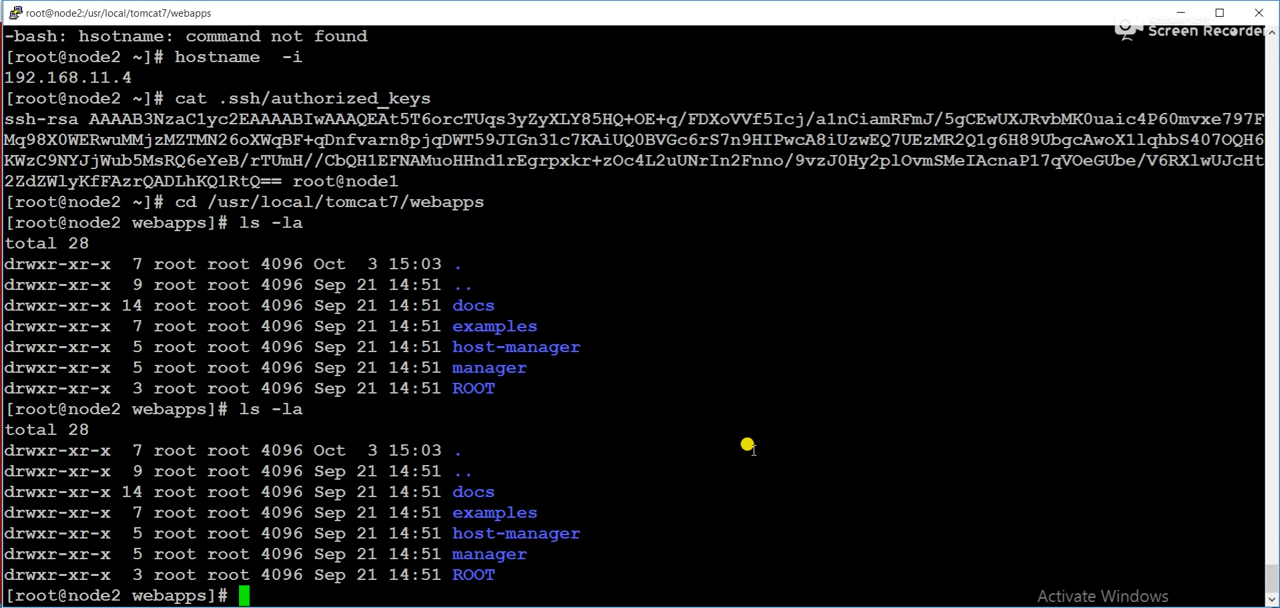 root@node2:/usr/local/tomcat7/webapps
Screen Recorder
-bash: hsotname: command not found
[root@node2 ~]# hostname  -i
192.168.11.4
[root@node2 ~]# cat .ssh/authorized_keys
ssh-rsa AAAAB3NzaC1yc2EAAAABIwAAAQEAt5T6orcTUqs3yZyXLY85HQ+OE+q/FDXoVVf5Icj/a1nCiamRFmJ/5gCEwUXJRvbMK0uaic4P60mvxe797F
Mq98X0WERwuMMjzMZTMN26oXWqBF+qDnfvarn8pjqDWT59JIGn31c7KAiUQ0BVGc6rS7n9HIPwcA8iUzwEQ7UEzMR2Q1g6H89UbgcAwoX1lqhbS407OQH6
KWzC9NYJjWub5MsRQ6eYeB/rTUmH//CbQH1EFNAMuoHHnd1rEgrpxkr+zOc4L2uUNrIn2Fnno/9vzJ0Hy2plOvmSMeIAcnaP17qVOeGUbe/V6RXlwUJcHt
2ZdZWlyKfFAzrQADLhKQ1RtQ== root@node1
[root@node2 ~]# cd /usr/local/tomcat7/webapps
[root@node2 webapps]# ls -la
total 28
drwxr-xr-x  7 root root 4096 Oct  3 15:03 .
drwxr-xr-x  9 root root 4096 Sep 21 14:51 ..
drwxr-xr-x 14 root root 4096 Sep 21 14:51 docs
drwxr-xr-x  7 root root 4096 Sep 21 14:51 examples
drwxr-xr-x  5 root root 4096 Sep 21 14:51 host-manager
drwxr-xr-x  5 root root 4096 Sep 21 14:51 manager
drwxr-xr-x  3 root root 4096 Sep 21 14:51 ROOT
[root@node2 webapps]# ls -la
total 28
drwxr-xr-x  7 root root 4096 Oct  3 15:03 .
drwxr-xr-x  9 root root 4096 Sep 21 14:51 ..
drwxr-xr-x 14 root root 4096 Sep 21 14:51 docs
drwxr-xr-x  7 root root 4096 Sep 21 14:51 examples
drwxr-xr-x  5 root root 4096 Sep 21 14:51 host-manager
drwxr-xr-x  5 root root 4096 Sep 21 14:51 manager
drwxr-xr-x  3 root root 4096 Sep 21 14:51 ROOT
[root@node2 webapps]#
Activate Windows